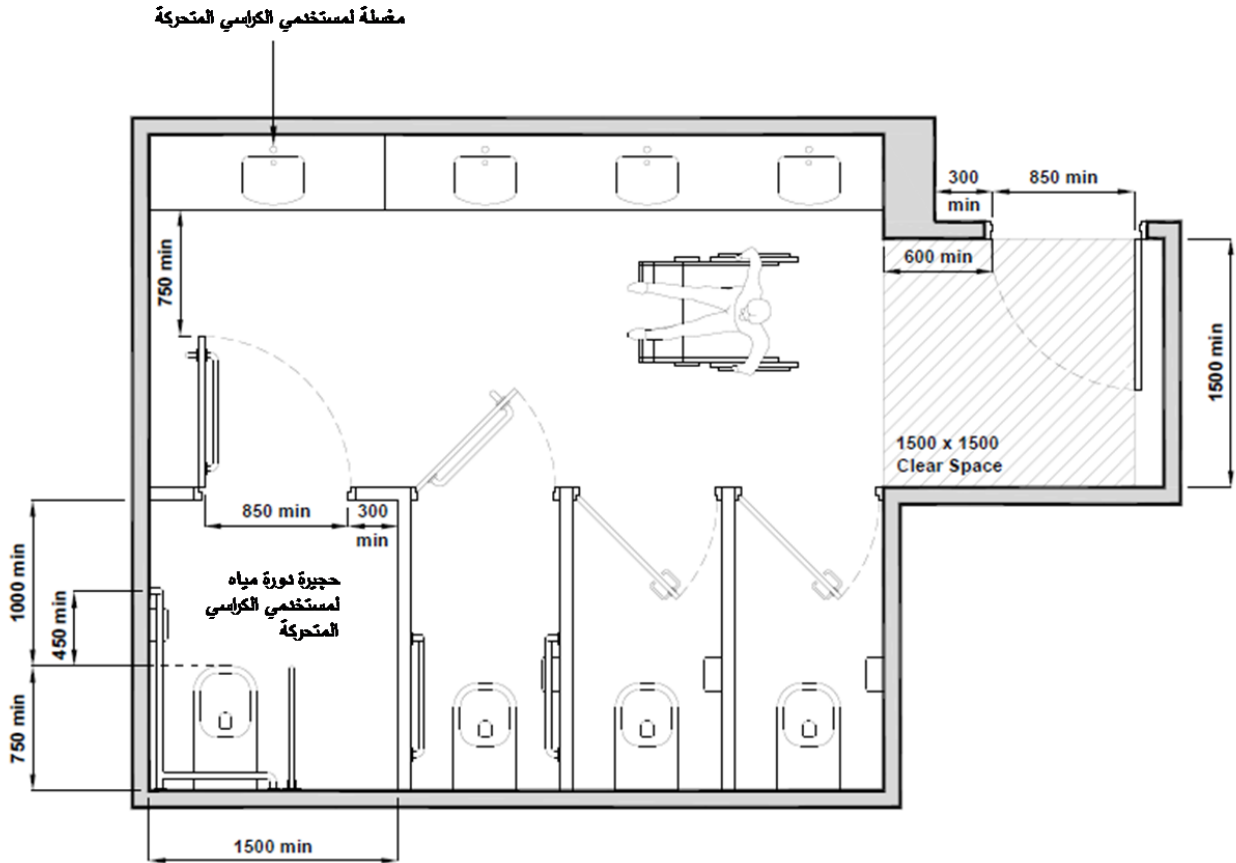 مغسلة لمستخدمي الكراسي المتحركة
300
min
850 min
600 min
750 min
1500 min
1500 x 1500
Clear Space
850 min
300
min
1000 min
450 min
حجيرة دورة مياه
لمستخدمي الكراسي
المتحركة
750 min
1500 min